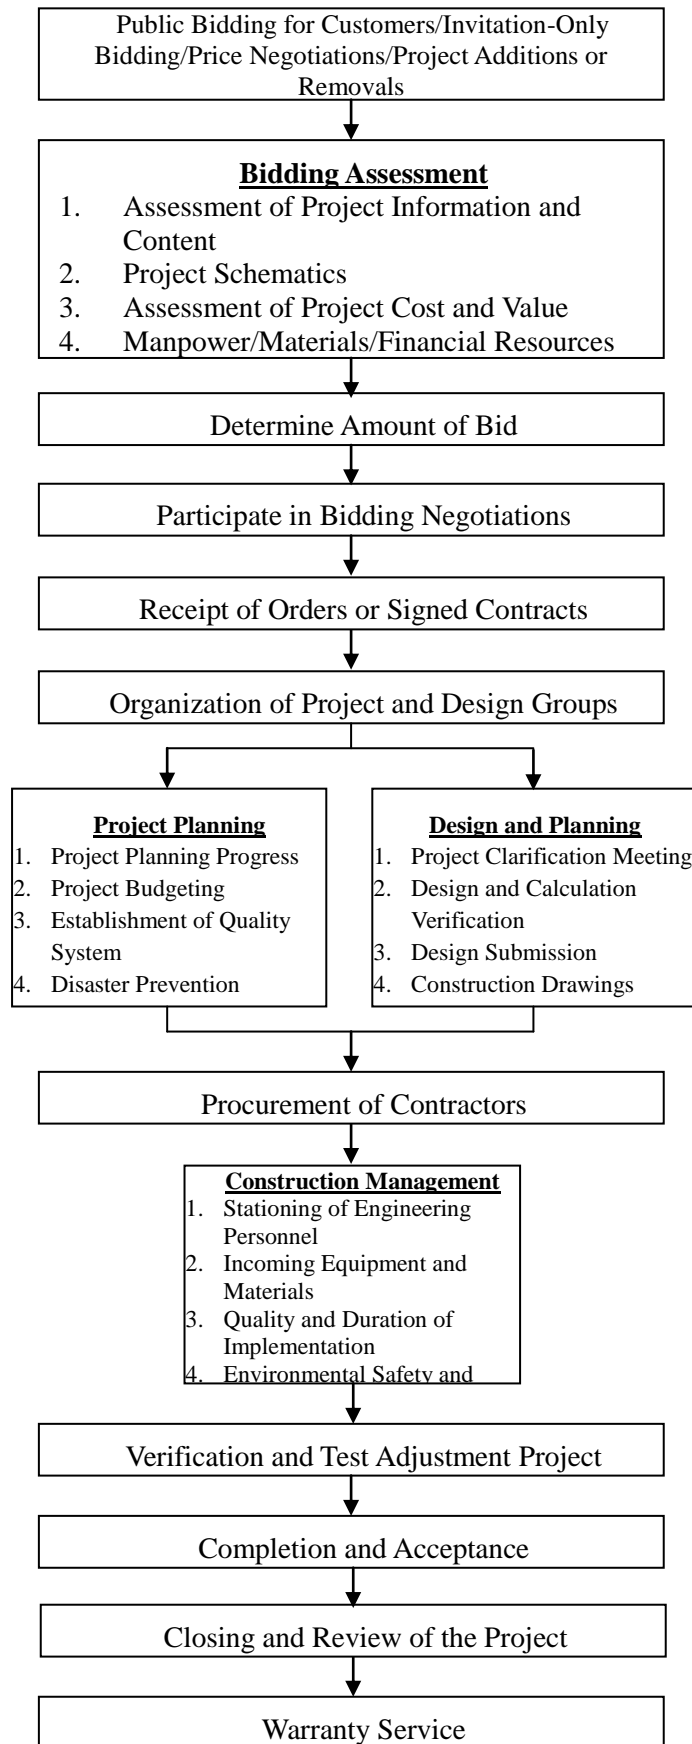 Public Bidding for Customers/Invitation-Only
Bidding/Price Negotiations/Project Additions or
Removals
Bidding Assessment
1. Assessment of Project Information and
Content
2. Project Schematics
3. Assessment of Project Cost and Value
4. Manpower/Materials/Financial Resources
Determine Amount of Bid
Participate in Bidding Negotiations
Receipt of Orders or Signed Contracts
Organization of Project and Design Groups
Project Planning
1. Project Planning Progress
2. Project Budgeting
3. Establishment of Quality
System
4. Disaster Prevention
Design and Planning
1. Project Clarification Meeting
2. Design and Calculation
Verification
3. Design Submission
4. Construction Drawings
Procurement of Contractors
Construction Management
1. Stationing of Engineering
Personnel
2. Incoming Equipment and
Materials
3. Quality and Duration of
Implementation
4. Environmental Safety and
Verification and Test Adjustment Project
Completion and Acceptance
Closing and Review of the Project
Warranty Service